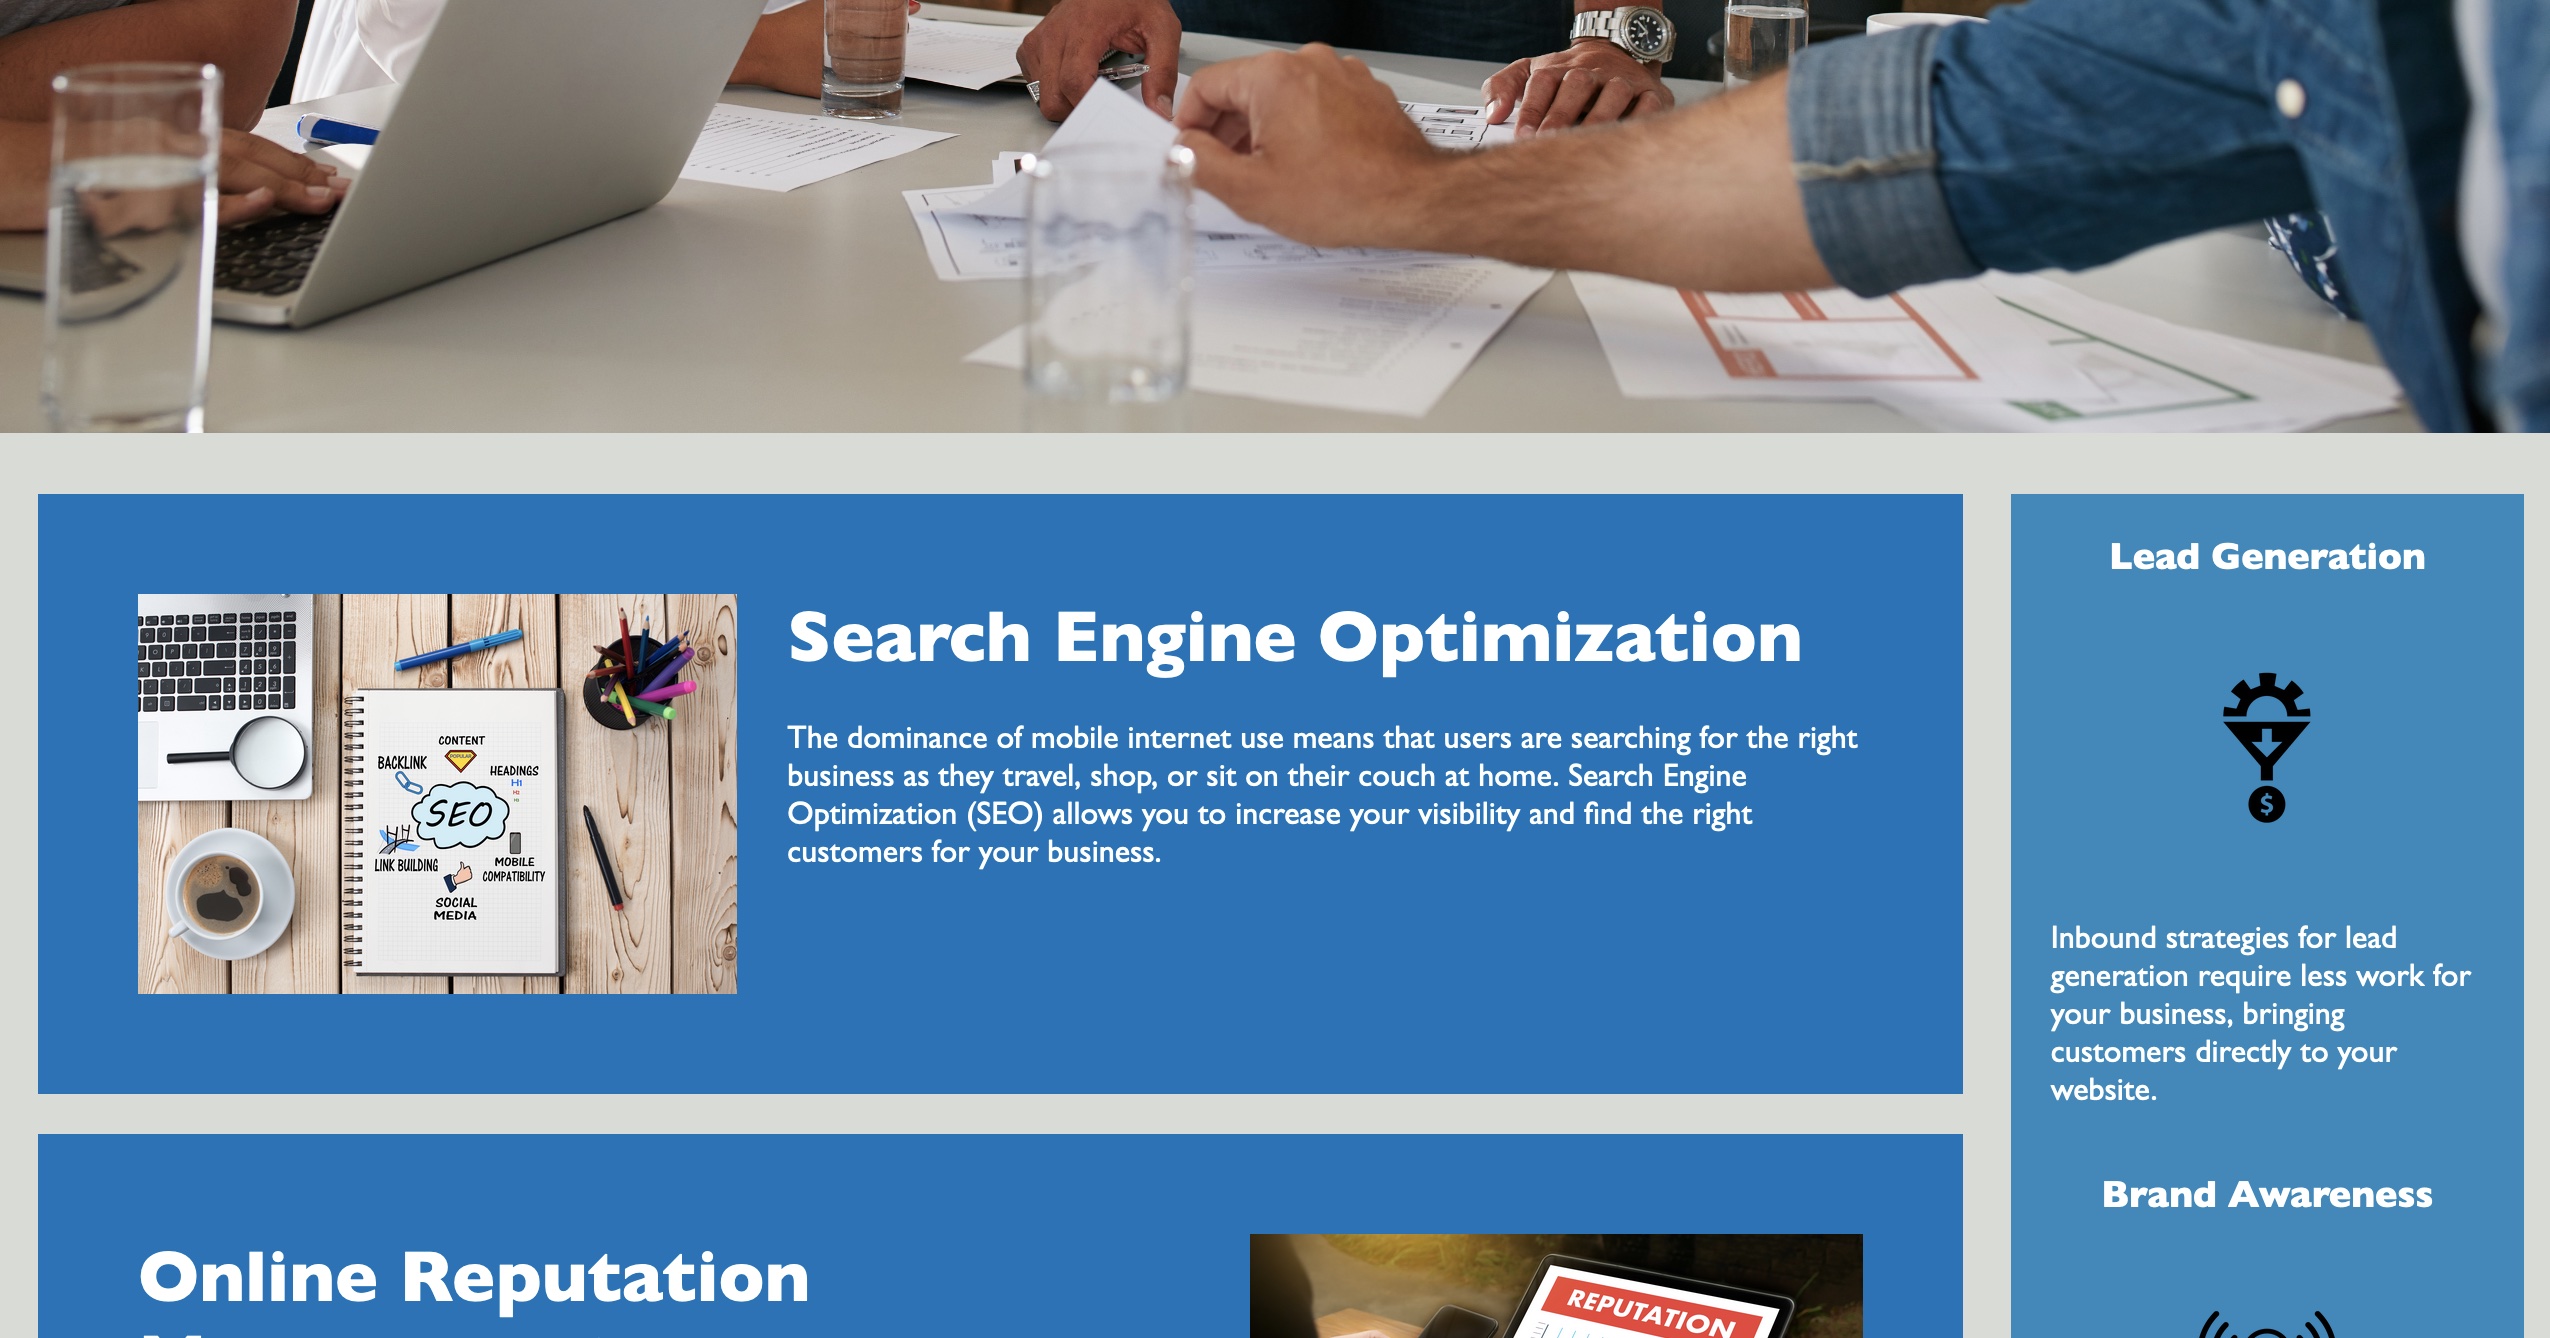 Search Engine Optimization
The dominance of mobile internet use means that users are searching for the right
business as they travel, shop, or sit on their couch at home. Search Engine
Optimization (SEO) allows you to increase your visibility and find the right
customers for your business.
CONTENT
BACKLINK
HEADINGS
H1
H2
H3
SEO
LINK BUILDING
MOBILE
COMPATIBILITY
SOCIAL
MEDIA
Online Reputation
REPUTATION
Lead Generation
$
Inbound strategies for lead
generation require less work for
your business, bringing
customers directly to your
website.
Brand Awareness